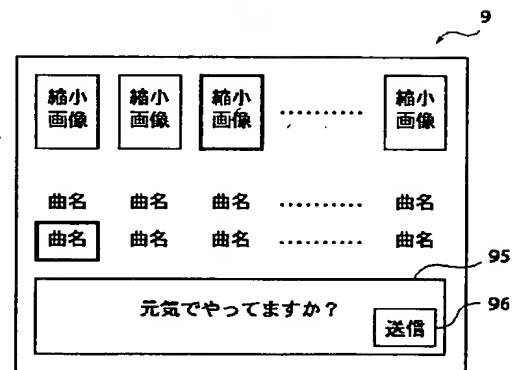 9
縮小 縮小 縮小 縮小
画像 画像 画像 ………… 画像
曲名 曲名 曲名 ………… 曲名
曲名 曲名 曲名 ………… 曲名
95
元気でやってますか?
送信
96